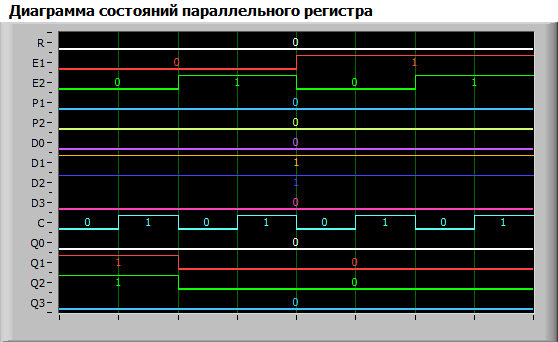 Диаграмма состояний параллельного регистра
R 0
E1 0 1
E2 0 1 0 1
P1 0
P2 0
D0 0
D1 1
D2 1
D3 0
C 0 1 0 1 0 1 0 1
Q0 0
Q1 1 0
Q2 1 0
Q3 0